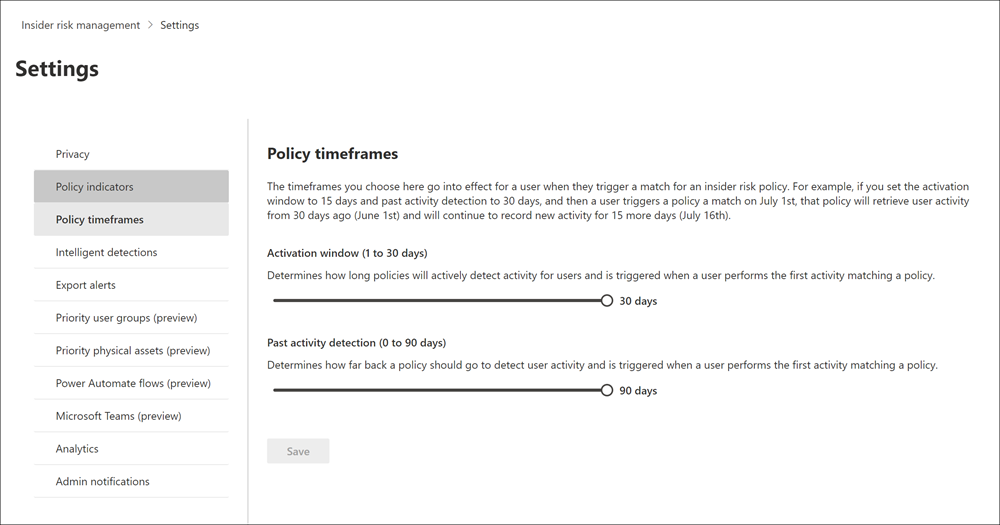 Insider risk management > Settings
Settings
Privacy
Policy indicators
Policy timeframes
Intelligent detections
Export alerts
Priority user groups (preview)
Priority physical assets (preview)
Power Automate flows (preview)
Microsoft Teams (preview)
Analytics
Admin notifications
Policy timeframes
The timeframes you choose here go into effect for a user when they trigger a match for an insider risk policy. For example, if you set the activation
window to 15 days and past activity detection to 30 days, and then a user triggers a policy a match on July 1st, that policy will retrieve user activity
from 30 days ago (June 1st) and will continue to record new activity for 15 more days (July 16th).
Activation window (1 to 30 days)
Determines how long policies will actively detect activity for users and is triggered when a user performs the first activity matching a policy.
30 days
Past activity detection (0 to 90 days)
Determines how far back a policy should go to detect user activity and is triggered when a user performs the first activity matching a policy.
90 days
Save